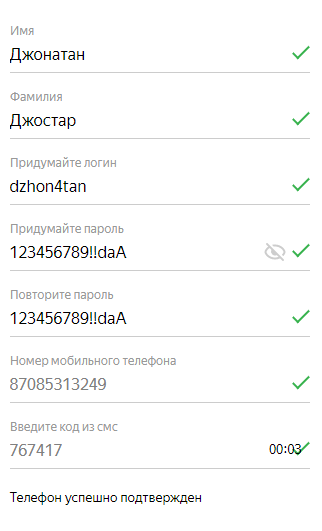 Имя
Джонатан
Фамилия
Джостар
Придумайте логин
dzhon4tan
Придумайте пароль
123456789!!daA
Повторите пароль
123456789!!daA
Номер мобильного телефона
87085313249
Введите код из смс
767417 00:03
Телефон успешно подтвержден